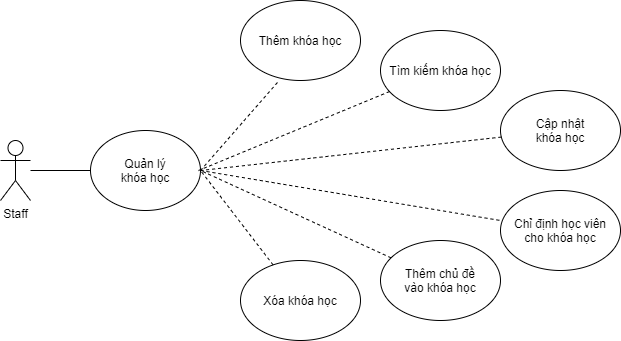 Thêm khóa học
Tìm kiếm khóa học
Cập nhật
khóa học
Quản lý
khóa học
Staff
Chỉ định học viên
cho khóa học
Thêm chủ đề
vào khóa học
Xóa khóa học